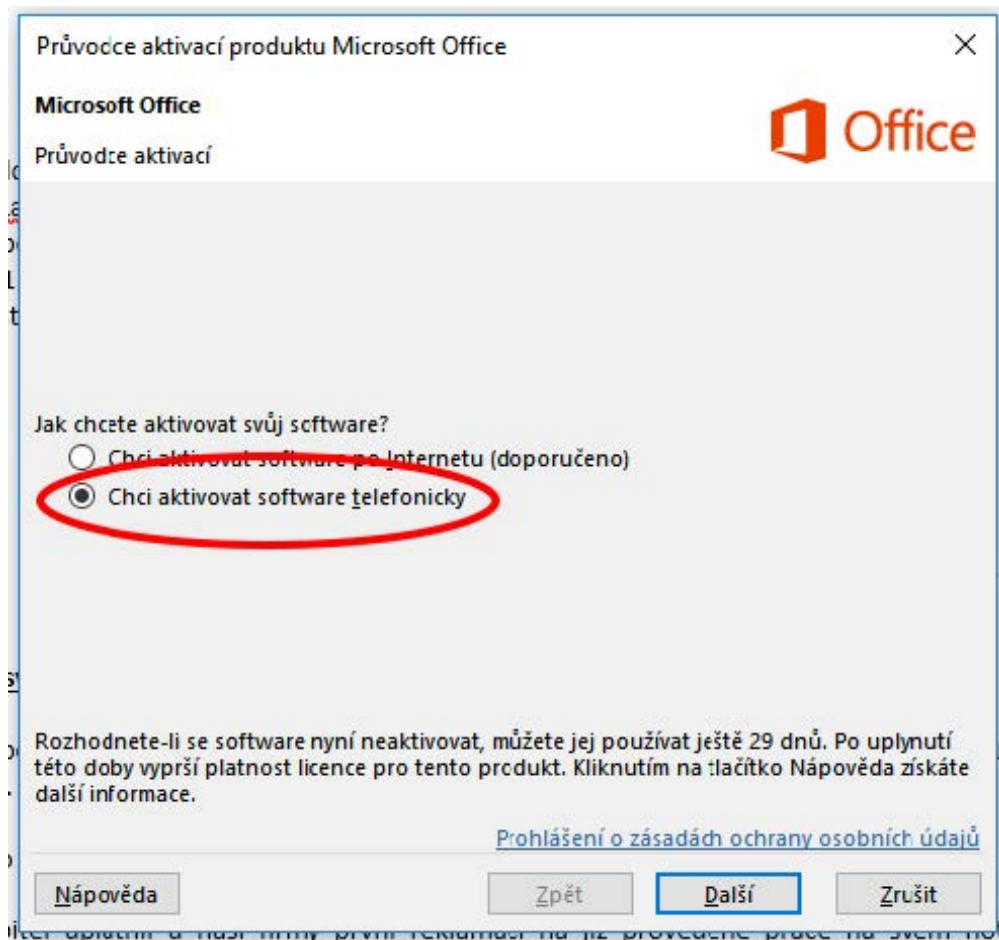 Průvodce aktivací produktu Microsoft Office
Microsoft Office
Office
Průvodce aktivací
Jak chcete aktivovat svůj software?
Chci aktivovat software po Internetu (doporučeno)
Chci aktivovat software telefonicky
Rozhodnete-li se software nyní neaktivovat, můžete jej používat ještě 29 dnů. Po uplynutí
této doby vyprší platnost licence pro tento produkt. Kliknutím na tlačítko Nápověda získáte
další informace.
Prohlášení o zásadách ochrany osobních údajů
Nápověda
Zpět
Další
Zrušit